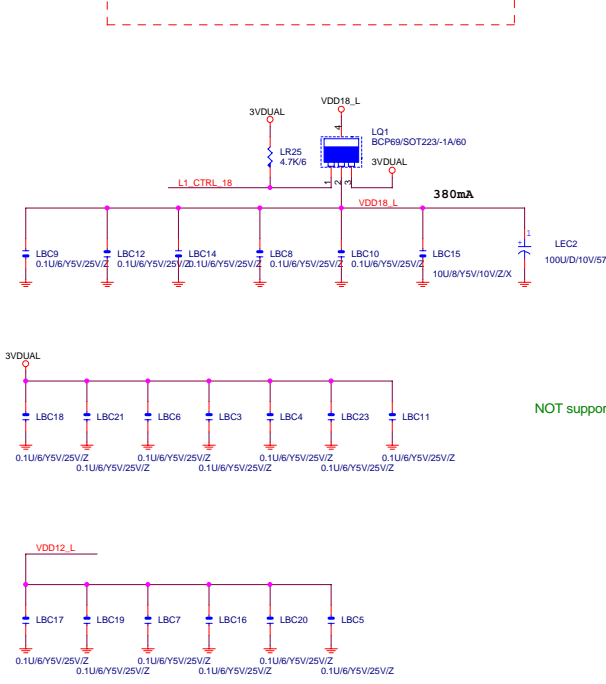 VDD18_L
3VDUAL
LQ1
BCP69/SOT223/-1A/60
4
LR25
4.7K/6
3VDUAL
L1_CTRL_18
1
2
3
VDD18_L
380mA
1
+
LBC9
0.1U/6/Y5V/25V/Z
LBC12
0.1U/6/Y5V/25V/Z
LBC14
0.1U/6/Y5V/25V/Z
LBC8
0.1U/6/Y5V/25V/Z
LBC10
0.1U/6/Y5V/25V/Z
LBC15
10U/8/Y5V/10V/Z/X
LEC2
100U/D/10V/57
3VDUAL
LBC18
LBC21
LBC6
LBC3
LBC4
LBC23
LBC11
NOT suppor
0.1U/6/Y5V/25V/Z
0.1U/6/Y5V/25V/Z
0.1U/6/Y5V/25V/Z
0.1U/6/Y5V/25V/Z
0.1U/6/Y5V/25V/Z
0.1U/6/Y5V/25V/Z
0.1U/6/Y5V/25V/Z
VDD12_L
LBC17
LBC19
LBC7
LBC16
LBC20
LBC5
0.1U/6/Y5V/25V/Z
0.1U/6/Y5V/25V/Z
0.1U/6/Y5V/25V/Z
0.1U/6/Y5V/25V/Z
0.1U/6/Y5V/25V/Z
0.1U/6/Y5V/25V/Z